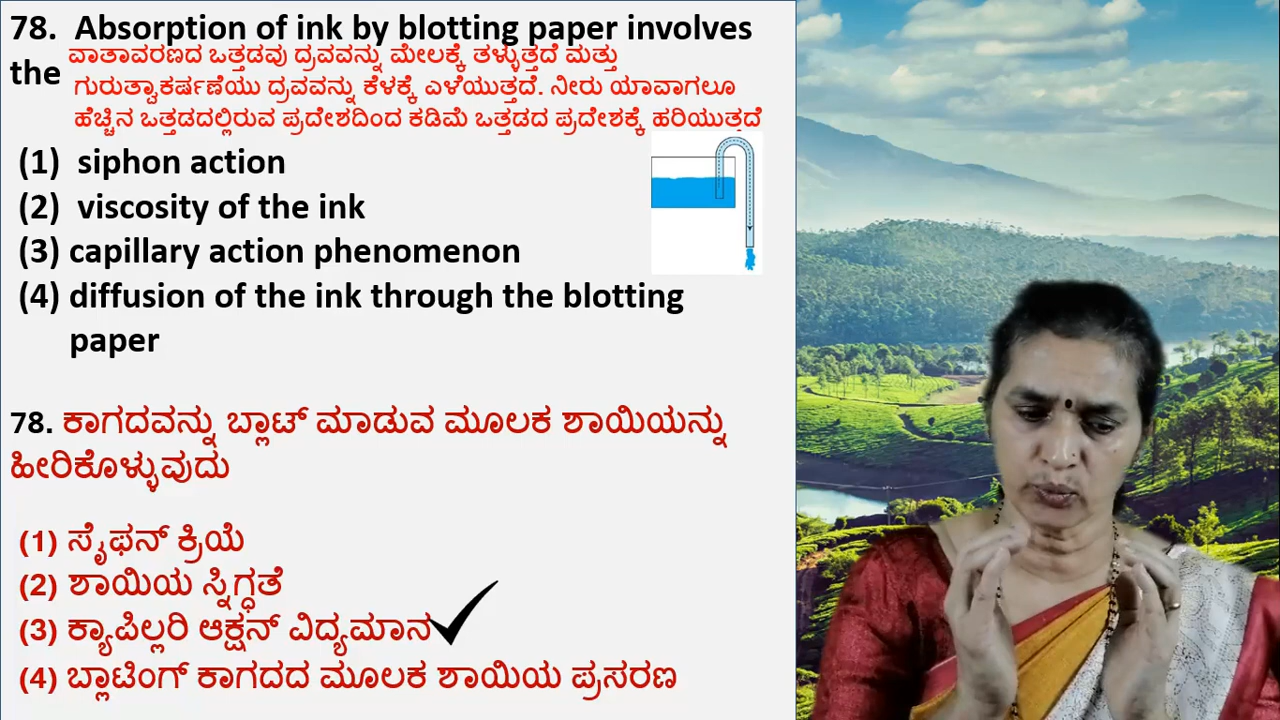 78. Absorption of ink by blotting paper involves
the ವಾತಾವರಣದ ಒತ್ತಡವು ದ್ರವವನ್ನು ಮೇಲಕ್ಕೆ ತಳ್ಳುತ್ತದೆ ಮತ್ತು
ಗುರುತ್ವಾಕರ್ಷಣೆಯು ದ್ರವವನ್ನು ಕೆಳಕ್ಕೆ ಎಳೆಯುತ್ತದೆ. ನೀರು ಯಾವಾಗಲೂ
ಹೆಚ್ಚಿನ ಒತ್ತಡದಲ್ಲಿರುವ ಪ್ರದೇಶದಿಂದ ಕಡಿಮೆ ಒತ್ತಡದ ಪ್ರದೇಶಕ್ಕೆ ಹರಿಯುತ್ತದೆ
(1) siphon action
(2) viscosity of the ink
(3) capillary action phenomenon
(4) diffusion of the ink through the blotting
paper
78. ಕಾಗದವನ್ನು ಬ್ಲಾಟ್ ಮಾಡುವ ಮೂಲಕ ಶಾಯಿಯನ್ನು
ಹೀರಿಕೊಳ್ಳುವುದು
(1) ಸೈಫನ್ ಕ್ರಿಯೆ
(2) ಶಾಯಿಯ ಸ್ನಿಗ್ಧತೆ
(3) ಕ್ಯಾಪಿಲ್ಲರಿ ಆಕ್ಷನ್ ವಿದ್ಯಮಾನ
(4) ಬ್ಲಾಟಿಂಗ್ ಕಾಗದದ ಮೂಲಕ ಶಾಯಿಯ ಪ್ರಸರಣ